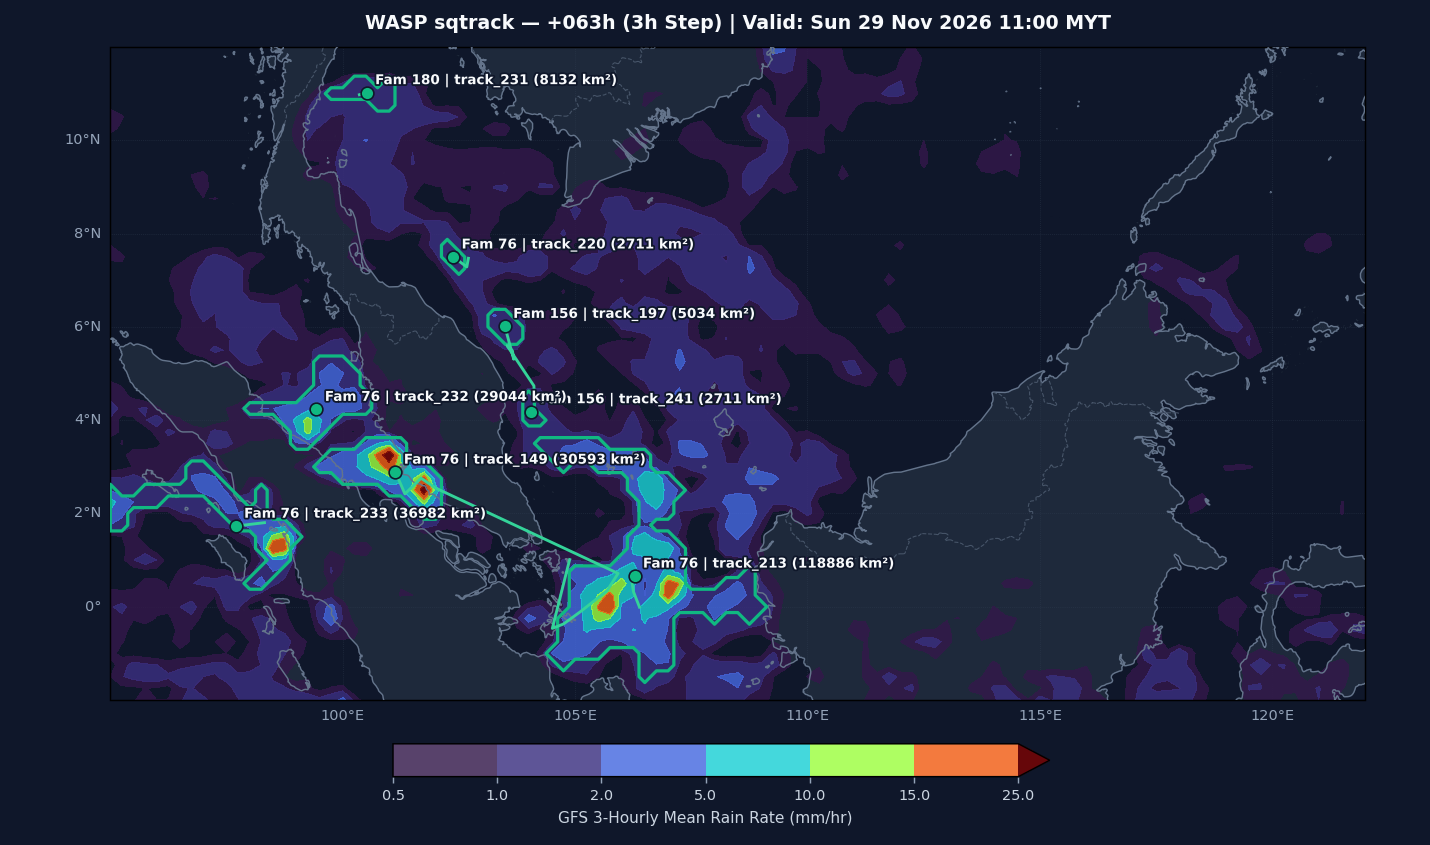 WASP sqtrack — +063h (3h Step) | Valid: Sun 29 Nov 2026 11:00 MYT
Fam 180 | track_231 (8132 km²)
10°N
8°N
Fam 76 | track_220 (2711 km²)
6°N
Fam 156 | track_197 (5034 km²)
Fam 76 | track_232 (29044 km²)
156 | track_241 (2711 km²)
4°N
Fam 76 | track_149 (30593 km²)
2°N
Fam 76 | track_233 (36982 km²)
Fam 76 | track_213 (118886 km²)
0°
100°E 105°E 110°E 115°E 120°E
0.5 1.0 2.0 5.0 10.0 15.0 25.0
GFS 3-Hourly Mean Rain Rate (mm/hr)